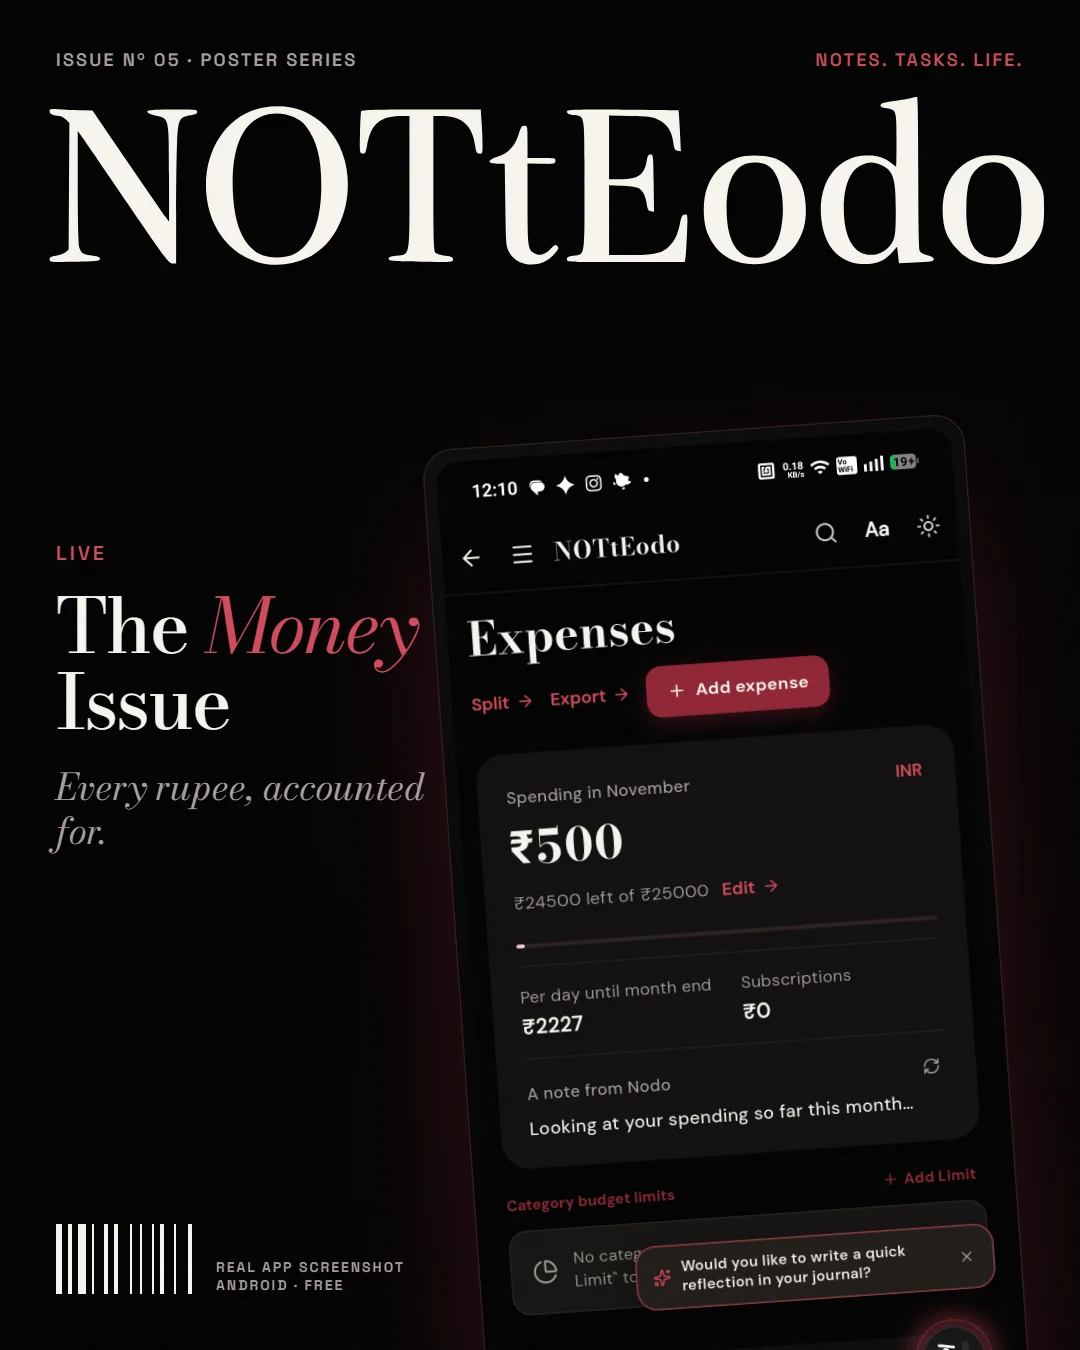 ISSUE Nº 05 · POSTER SERIES
NOTES. TASKS. LIFE.
NOTtEodo
LIVE
The Money
Issue
Every rupee, accounted
for.
12:10
0.18
KB/s
Vo
WiFi
19
NOTtEodo
Aa
Expenses
Split →
Export →
+ Add expense
Spending in November
INR
₹500
₹24500 left of ₹25000 Edit →
Per day until month end
₹2227
Subscriptions
₹0
A note from Nodo
Looking at your spending so far this month...
Category budget limits
+ Add Limit
No categ
Limit" to
Would you like to write a quick
reflection in your journal?
REAL APP SCREENSHOT
ANDROID · FREE